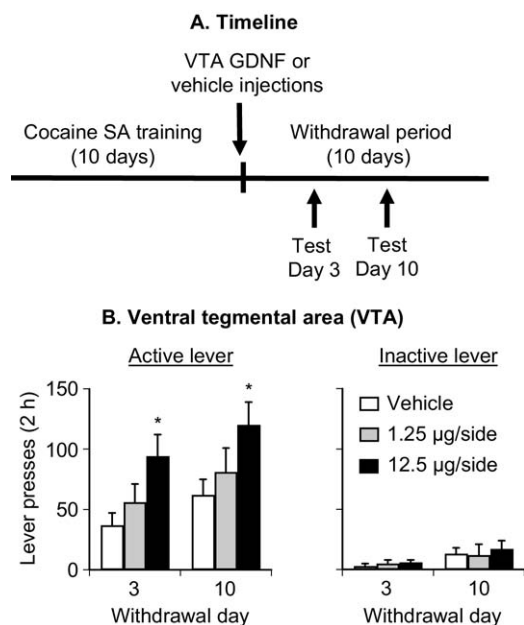 A. Timeline
VTA GDNF or
vehicle injections
Cocaine SA training
(10 days)
Withdrawal period
(10 days)
Test
Day 3
Test
Day 10
B. Ventral tegmental area (VTA)
Active lever
Inactive lever
Lever presses (2 h)
150
100
50
0
*
*
3
10
Withdrawal day
Vehicle
1.25 µg/side
12.5 µg/side
3
10
Withdrawal day